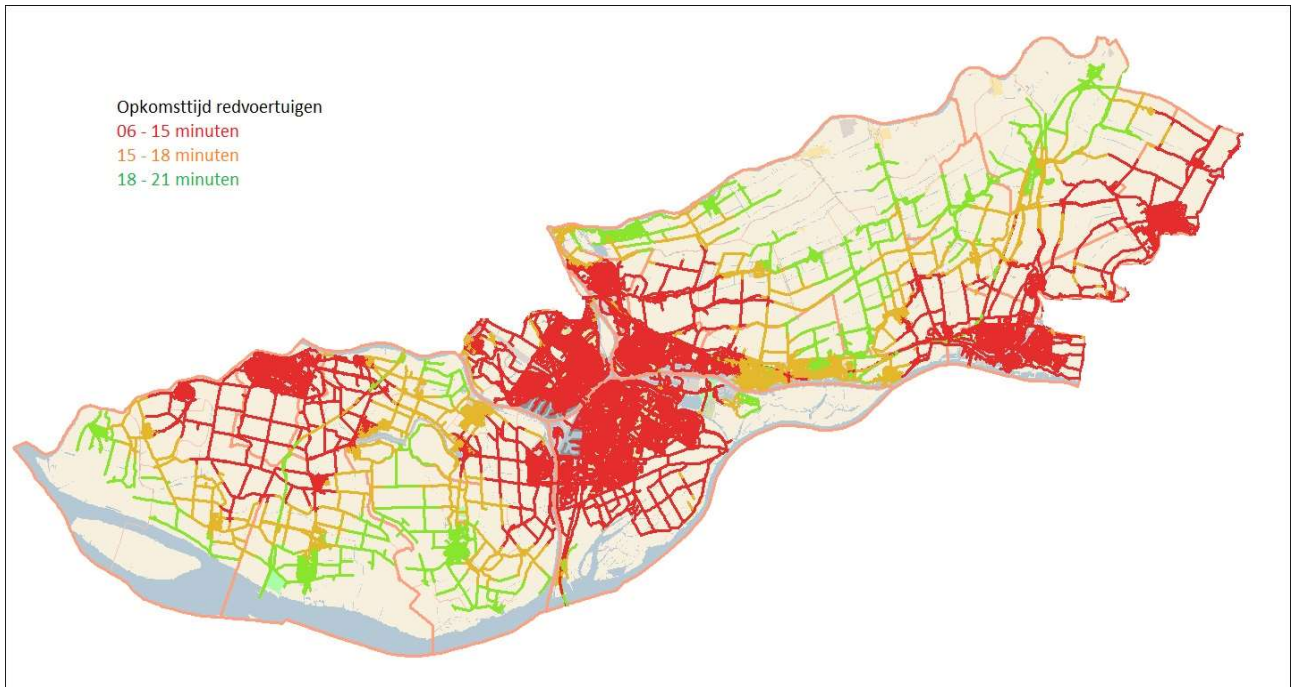 Opkomsttijd redvoertuigen
06 - 15 minuten
15 - 18 minuten
18 - 21 minuten